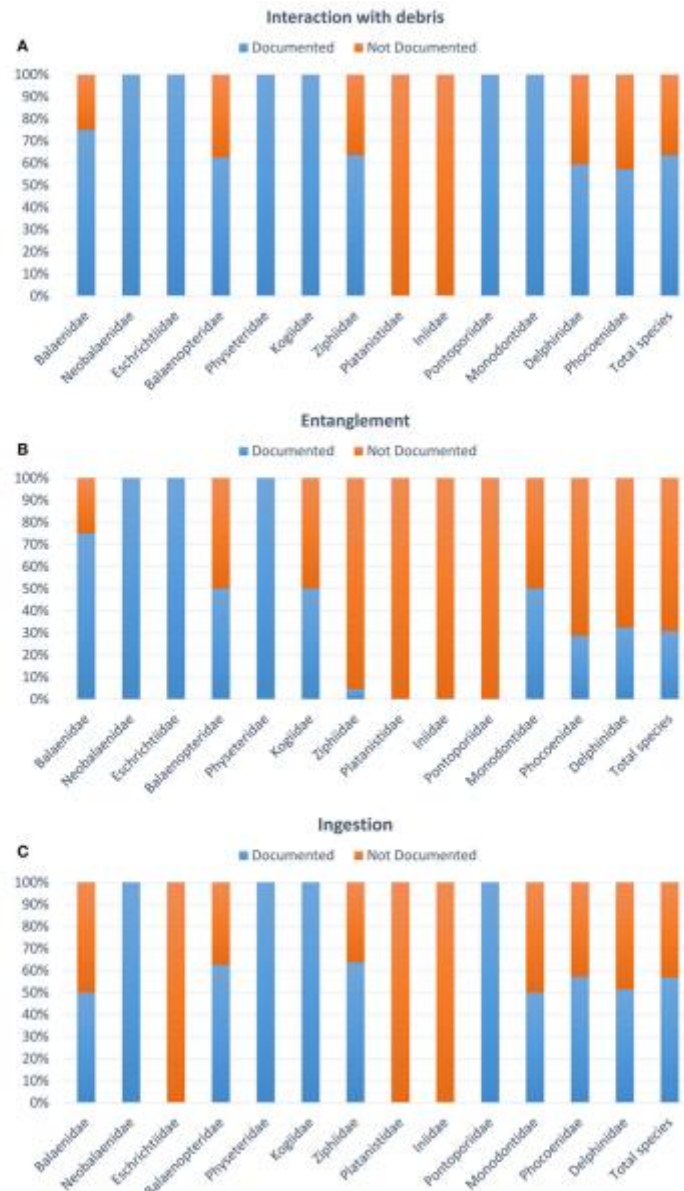 Interaction with debris
A
Documented Not Documented
100%
90%
80%
70%
60%
50%
40%
30%
20%
10%
0%
Balaenidae
Neobalaenidae
Eschrichtiidae
Balaenopteridae
Physeteridae
Kogiidae
Ziphiidae
Platanistidae
Iniidae
Pontoporiidae
Monodontidae
Delphinidae
Phocoenidae
Total species
Entanglement
B
Documented Not Documented
100%
90%
80%
70%
60%
50%
40%
30%
20%
10%
0%
Balaenidae
Neobalaenidae
Eschrichtiidae
Balaenopteridae
Physeteridae
Kogiidae
Ziphiidae
Platanistidae
Iniidae
Pontoporiidae
Monodontidae
Phocoenidae
Delphinidae
Total species
Ingestion
C
Documented Not Documented
100%
90%
80%
70%
60%
50%
40%
30%
20%
10%
0%
Balaenidae
Neobalaenidae
Eschrichtiidae
Balaenopteridae
Physeteridae
Kogiidae
Ziphiidae
Platanistidae
Iniidae
Pontoporiidae
Monodontidae
Phocoenidae
Delphinidae
Total species